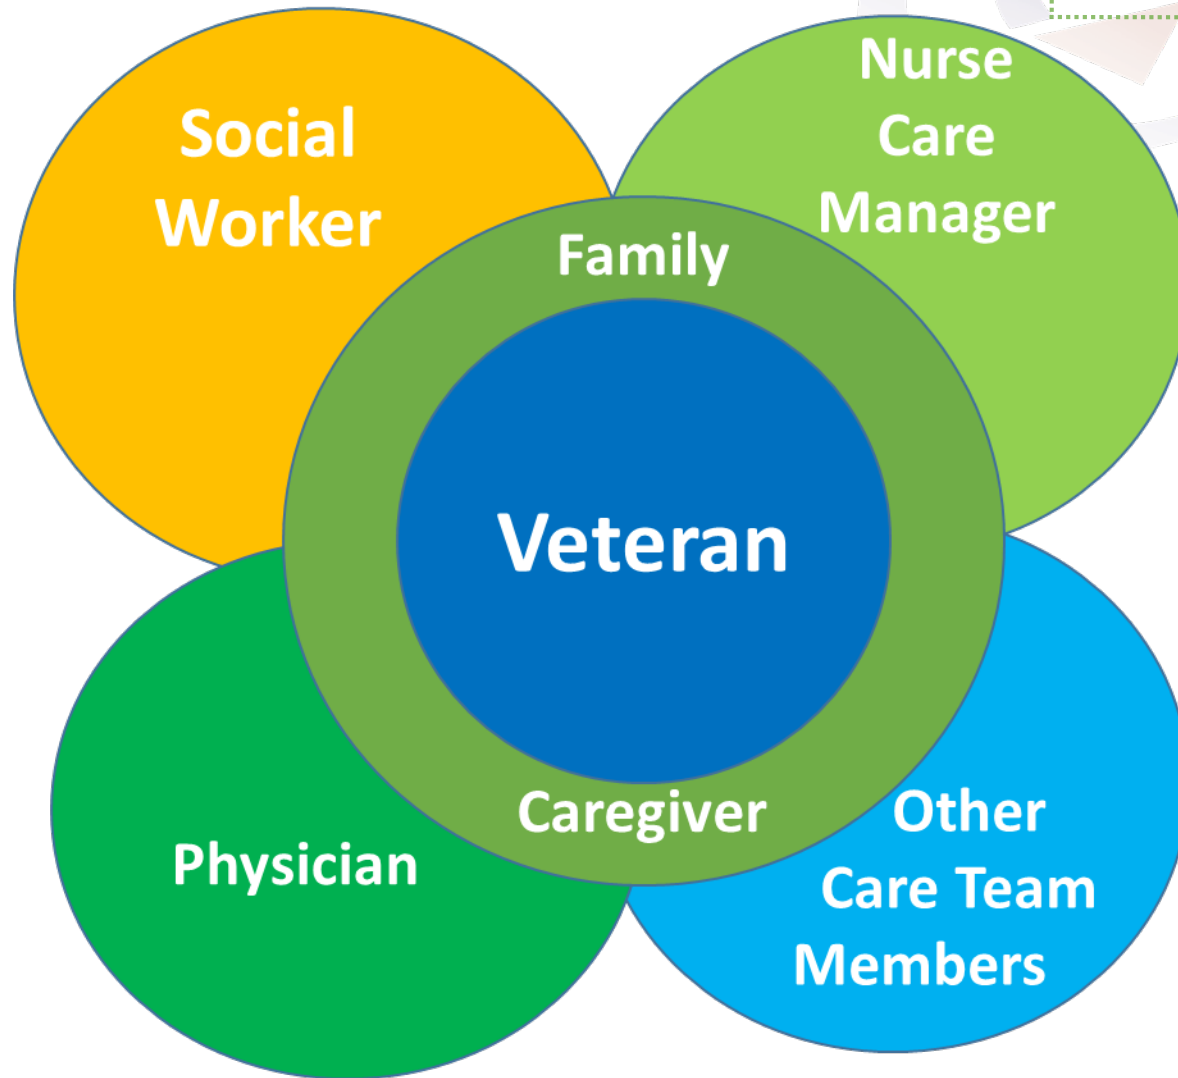 Social
Worker
Nurse
Care
Manager
Family
Veteran
Caregiver
Physician
Other
Care Team
Members